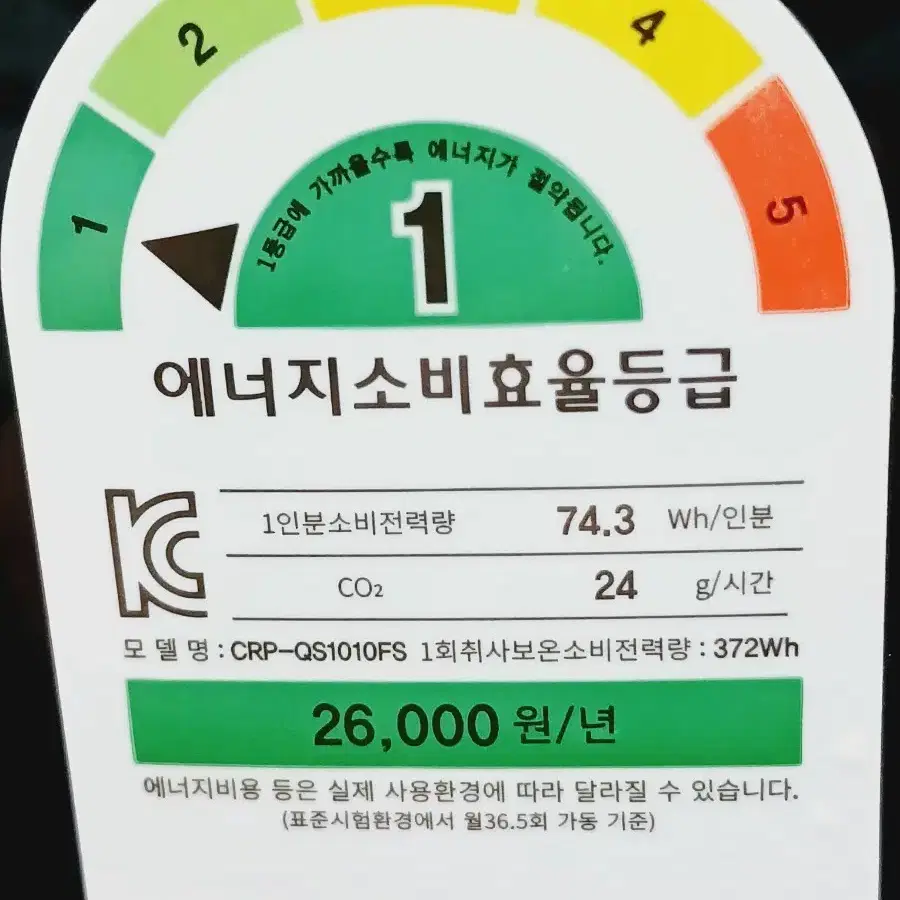 2
4
1
5
1등급에 가까울수록 에너지가 절약됩니다.
1
에너지소비효율등급
KC
1인분소비전력량 74.3 Wh/인분
CO₂ 24 g/시간
모 델 명 : CRP-QS1010FS 1회취사보온소비전력량 : 372Wh
26,000 원/년
에너지비용 등은 실제 사용환경에 따라 달라질 수 있습니다.
(표준시험환경에서 월36.5회 가동 기준)